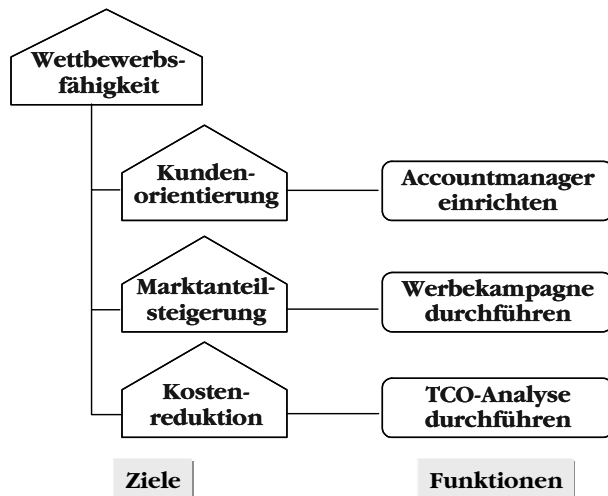 Wettbewerbs-
fähigkeit
Kunden-
orientierung
Accountmanager
einrichten
Marktanteil-
steigerung
Werbekampagne
durchführen
Kosten-
reduktion
TCO-Analyse
durchführen
Ziele
Funktionen